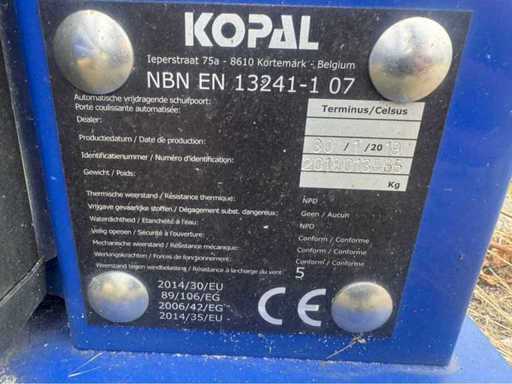 KOPAL
Ieperstraat 75a - 8610 Kortemark - Belgium
NBN EN 13241-1 07
Automatische vrijdragende schuifpoort: Terminus/Celsus
Porte coulissante automatisée:
Dealer:
Productiedatum / Date de production: 30 / 1 /2019
Identificatienummer / Numéro d'identification:
Gewicht / Poids: Kg
Thermische weerstand / Résistance thermique: NPD
Vrijgave gevaarlijke stoffen / Dégagement subst. dangereux: Geen / Aucun
Waterdichtheid / Etanchéité à l'eau: NPD
Veilig openen / Sécurité à l'ouverture: Conform / Conforme
Mechanische weerstand / Résistance mécanique: Conform / Conforme
Werkingskrachten / Forces de fonctionnement: Conform / Conforme
Weerstand tegen windbelasting / Résistance à la charge du vent 5
2014/30/EU
89/106/EG
2006/42/EG
2014/35/EU
CE